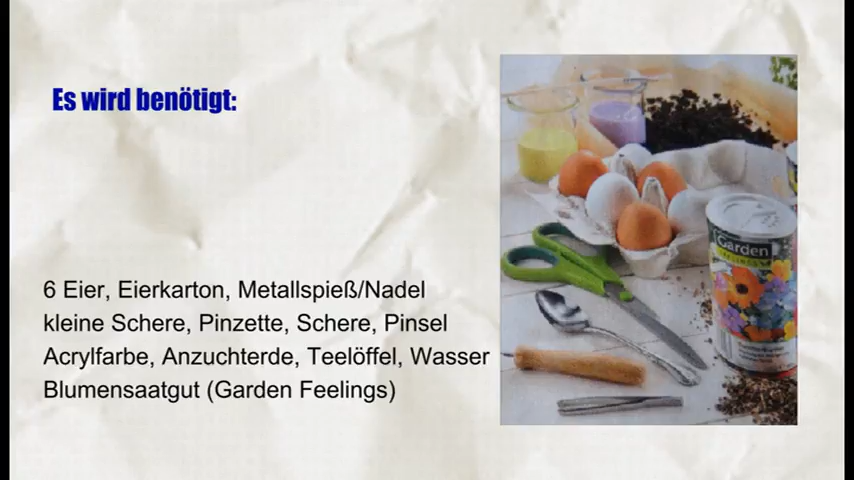 Es wird benötigt:
6 Eier, Eierkarton, Metallspieß/Nadel
kleine Schere, Pinzette, Schere, Pinsel
Acrylfarbe, Anzuchterde, Teelöffel, Wasser
Blumensaatgut (Garden Feelings)
Garden
FEELINGS